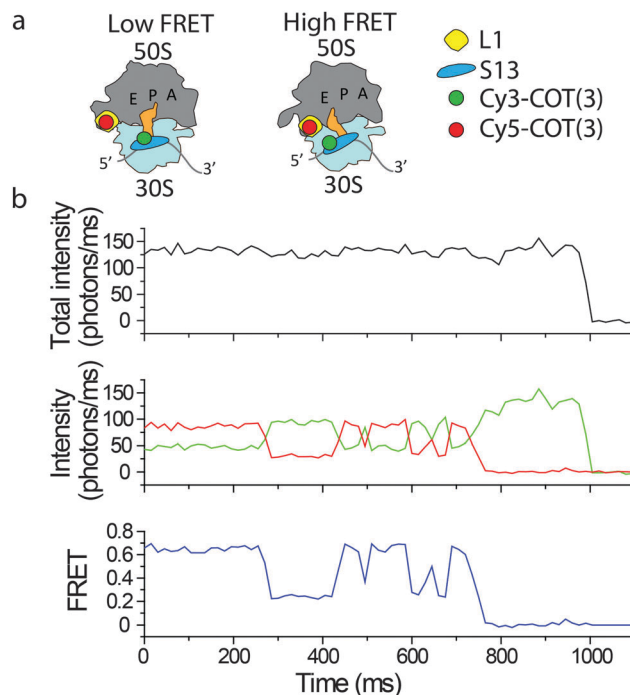 a
Low FRET
High FRET
50S
50S
E P A
E P A
5’
3’
5’
3’
30S
30S
L1
S13
Cy3-COT(3)
Cy5-COT(3)
b
Total intensity
(photons/ms)
150
100
50
0
Intensity
(photons/ms)
150
100
50
0
FRET
0.8
0.6
0.4
0.2
0
0
200
400
600
800
1000
Time (ms)